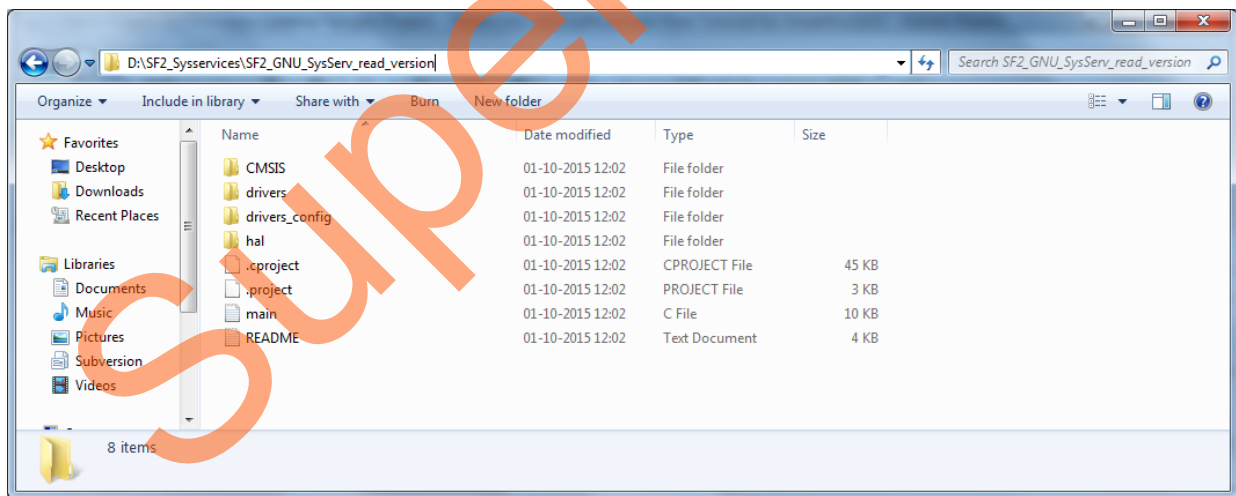 D:\SF2_Sysservices\SF2_GNU_SysServ_read_version
Search SF2_GNU_SysServ_read_version
Organize Include in library Share with Burn New folder
Favorites
Desktop
Downloads
Recent Places
Libraries
Documents
Music
Pictures
Subversion
Videos
Name Date modified Type Size
CMSIS 01-10-2015 12:02 File folder
drivers 01-10-2015 12:02 File folder
drivers_config 01-10-2015 12:02 File folder
hal 01-10-2015 12:02 File folder
.cproject 01-10-2015 12:02 CPROJECT File 45 KB
.project 01-10-2015 12:02 PROJECT File 3 KB
main 01-10-2015 12:02 C File 10 KB
README 01-10-2015 12:02 Text Document 4 KB
8 items
Super